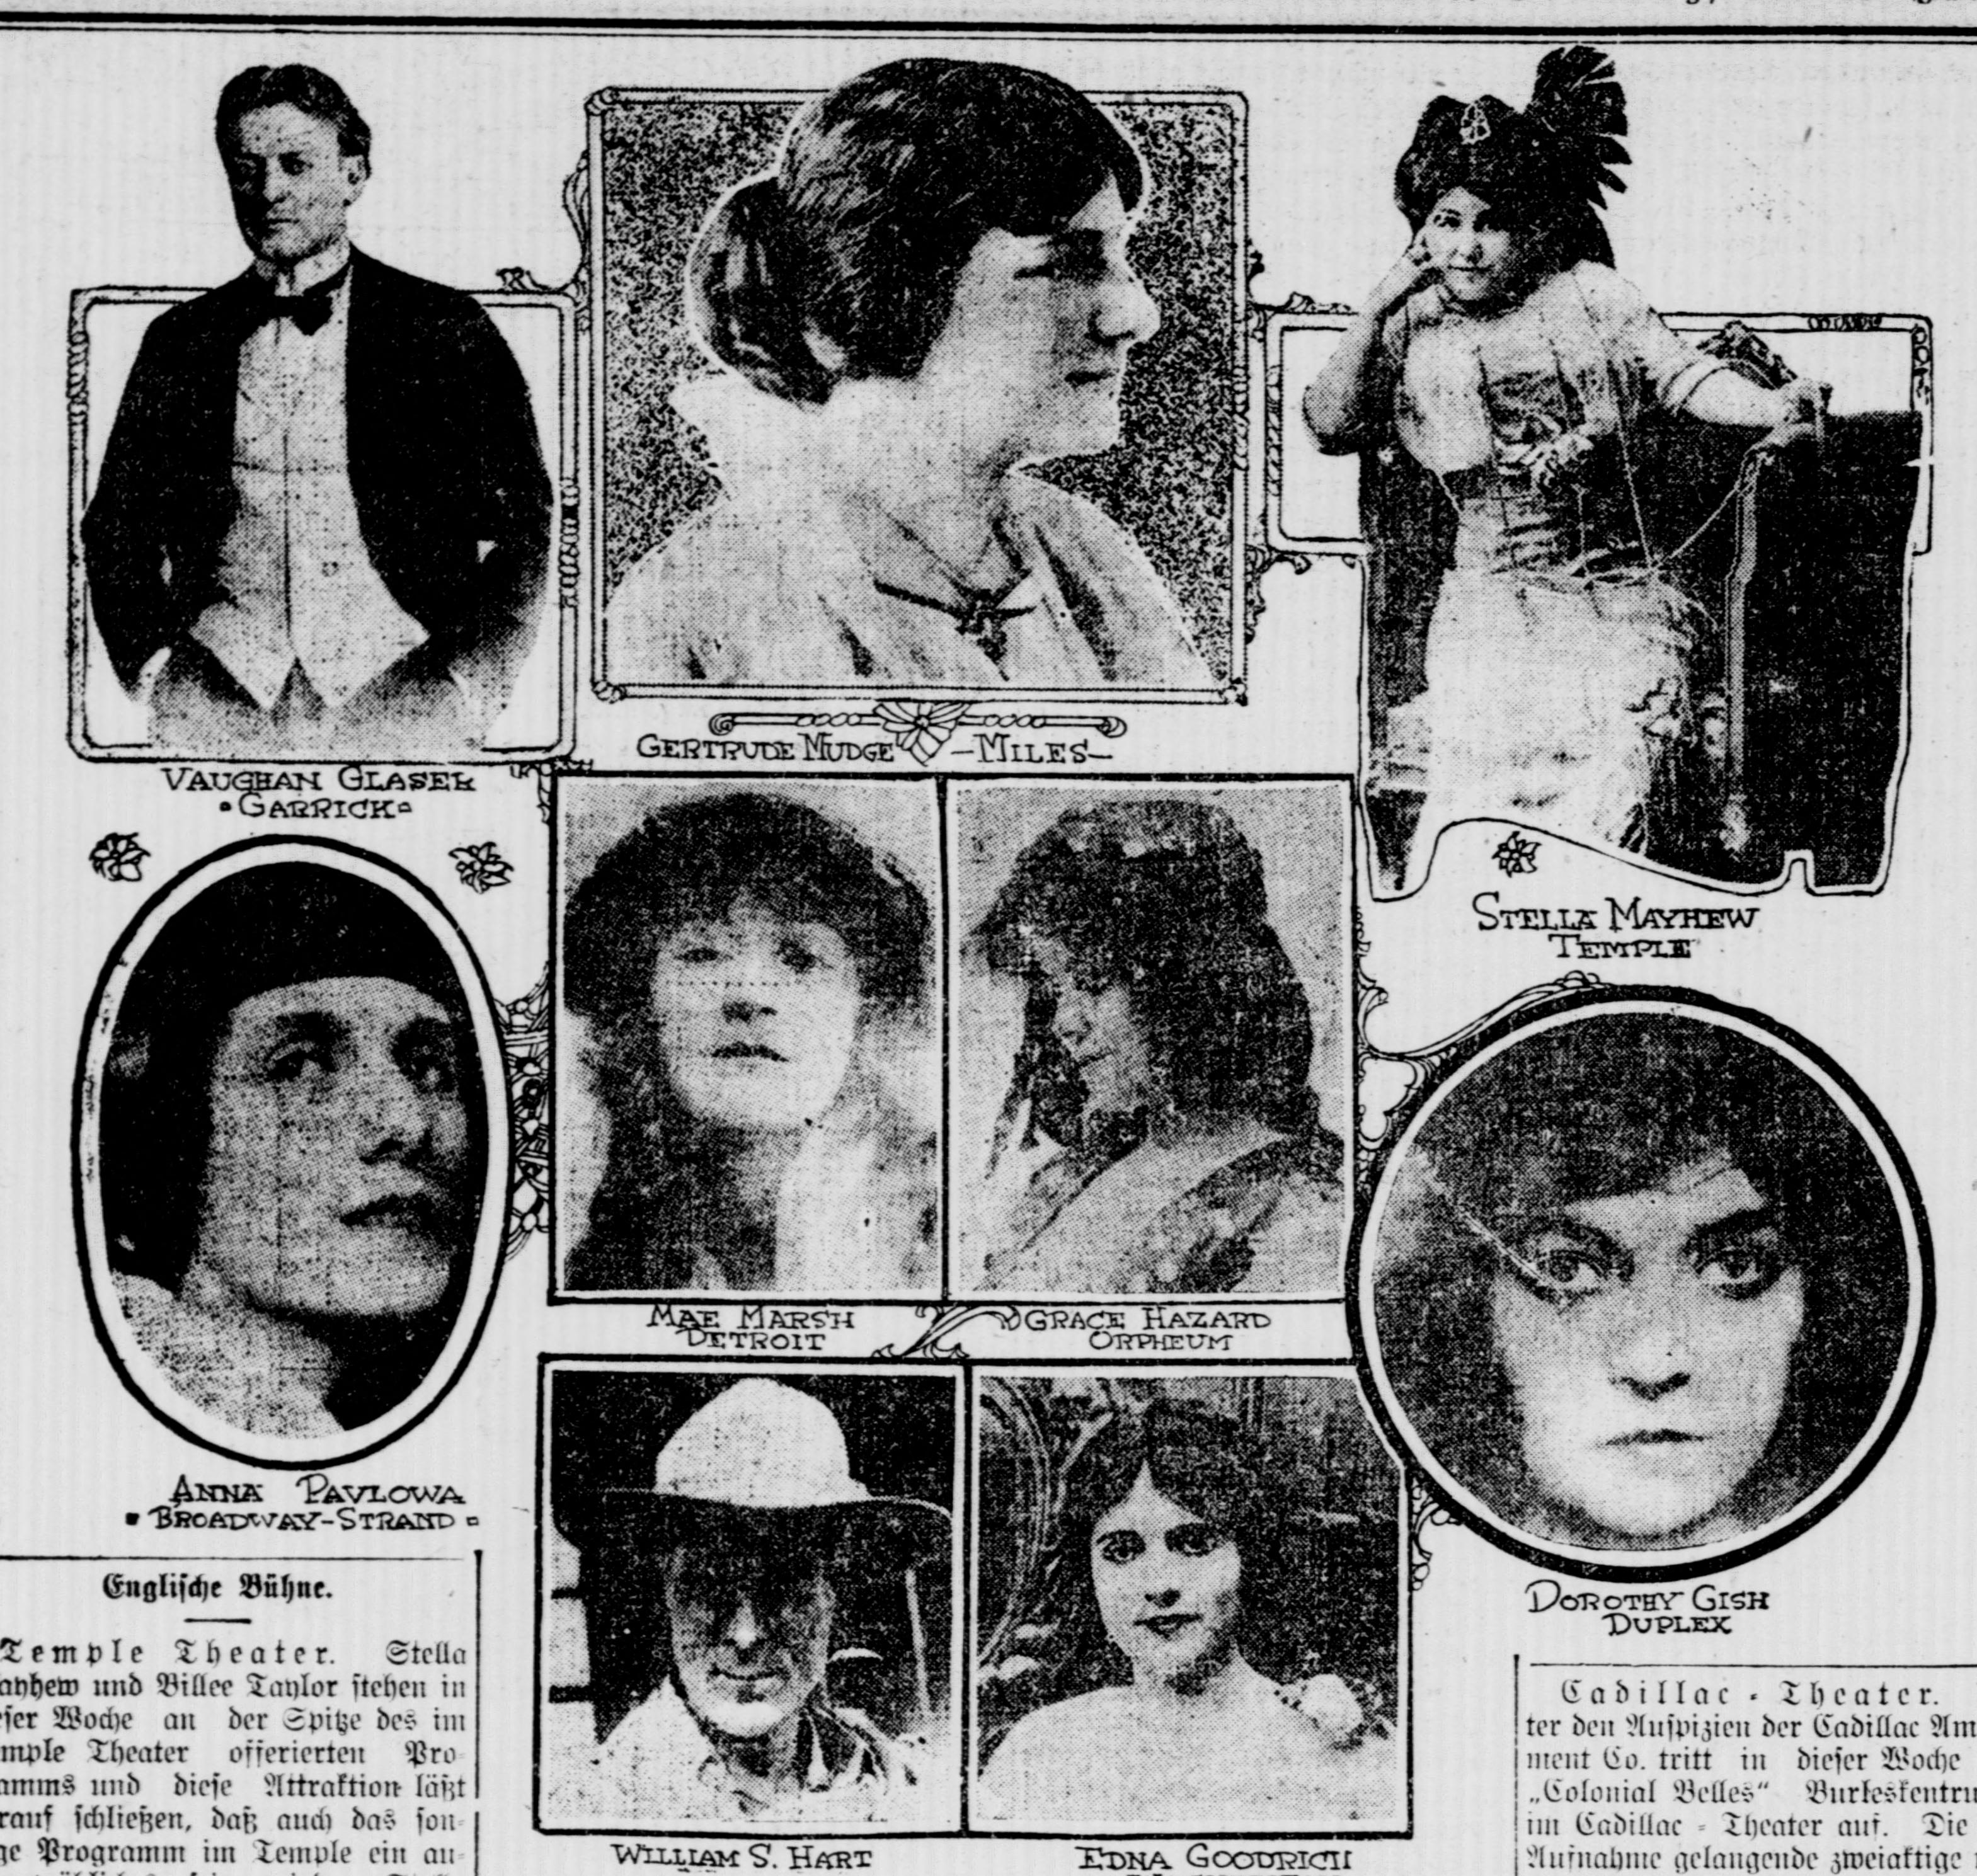 VAUGHAN GLASER
GARRICK
GERTRUDE MUDGE —MILES—
STELLA MAYHEW
TEMPLE
ANNA PAVLOWA
BROADWAY-STRAND
MAE MARSH
DETROIT
GRACE HAZARD
ORPHEUM
DOROTHY GISH
DUPLEX
WILLIAM S. HART
EDNA GOODRICH
Englische Bühne.
Temple Theater. Stella
ayhew und Billee Taylor stehen in
eser Woche an der Spitze des im
mple Theater offerierten Pro-
amms und diese Attraktion läßt
rauf schließen, daß auch das son-
ge Programm im Temple ein an-
Cadillac - Theater.
ter den Auspizien der Cadillac Am
ment Co. tritt in dieser Woche
„Colonial Belles“ Burleskentru
im Cadillac - Theater auf. Die
Aufnahme gelangende zweiaktige